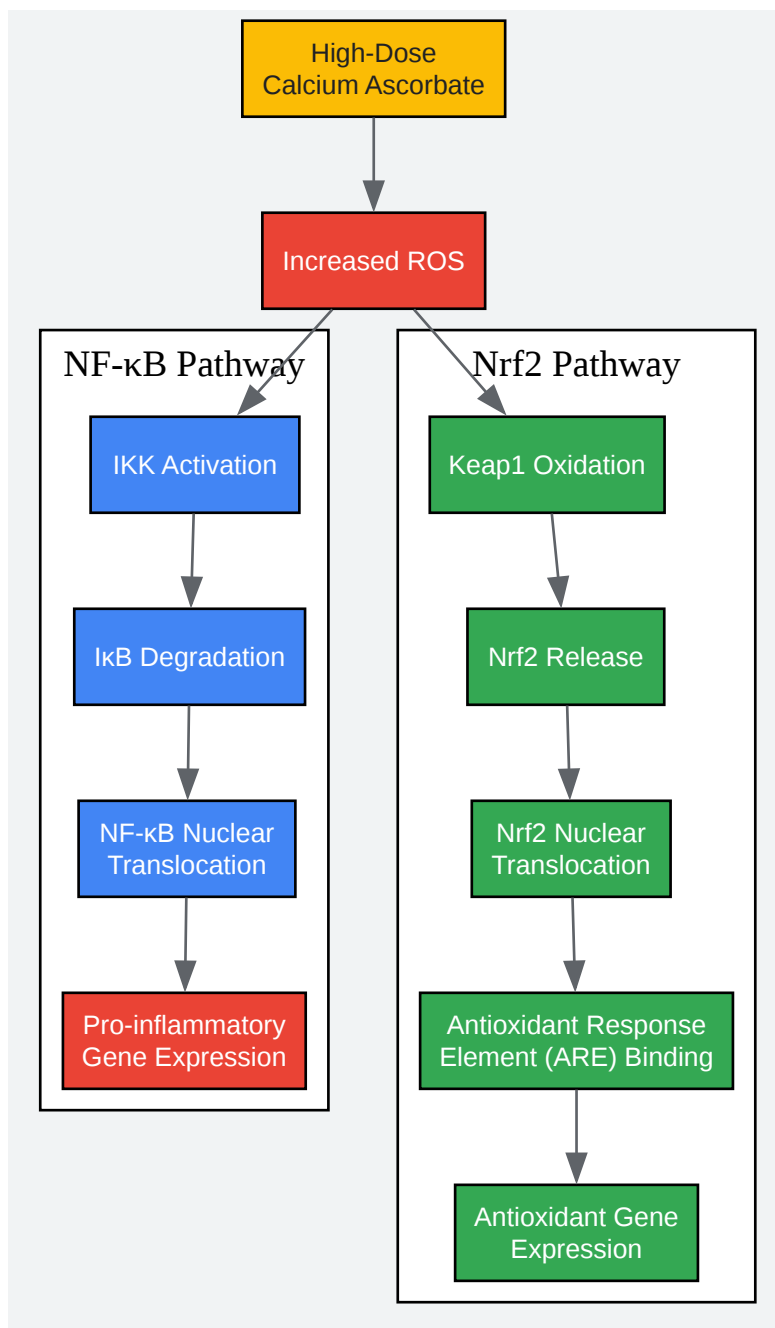 High-Dose
Calcium Ascorbate
Increased ROS
NF-κB Pathway
IKK Activation
IκB Degradation
NF-κB Nuclear
Translocation
Pro-inflammatory
Gene Expression
Nrf2 Pathway
Keap1 Oxidation
Nrf2 Release
Nrf2 Nuclear
Translocation
Antioxidant Response
Element (ARE) Binding
Antioxidant Gene
Expression